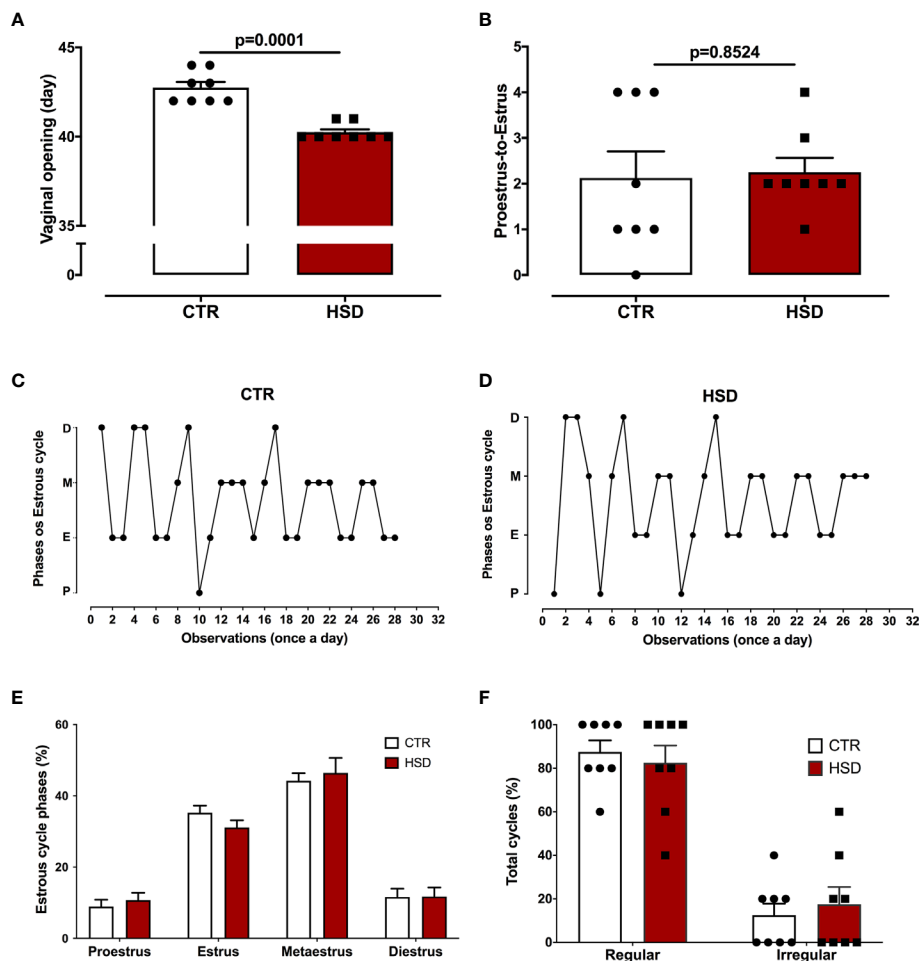 A
p=0.0001
Vaginal opening (day)
45
40
35
0
CTR HSD
B
p=0.8524
Proestrus-to-Estrus
5
4
3
2
1
0
CTR HSD
C
CTR
Phases os Estrous cycle
D
M
E
P
0 2 4 6 8 10 12 14 16 18 20 22 24 26 28 30 32
Observations (once a day)
D
HSD
Phases os Estrous cycle
D
M
E
P
0 2 4 6 8 10 12 14 16 18 20 22 24 26 28 30 32
Observations (once a day)
E
Estrous cycle phases (%)
60
40
20
0
CTR
HSD
Proestrus Estrus Metaestrus Diestrus
F
Total cycles (%)
100
80
60
40
20
0
CTR
HSD
Regular Irregular